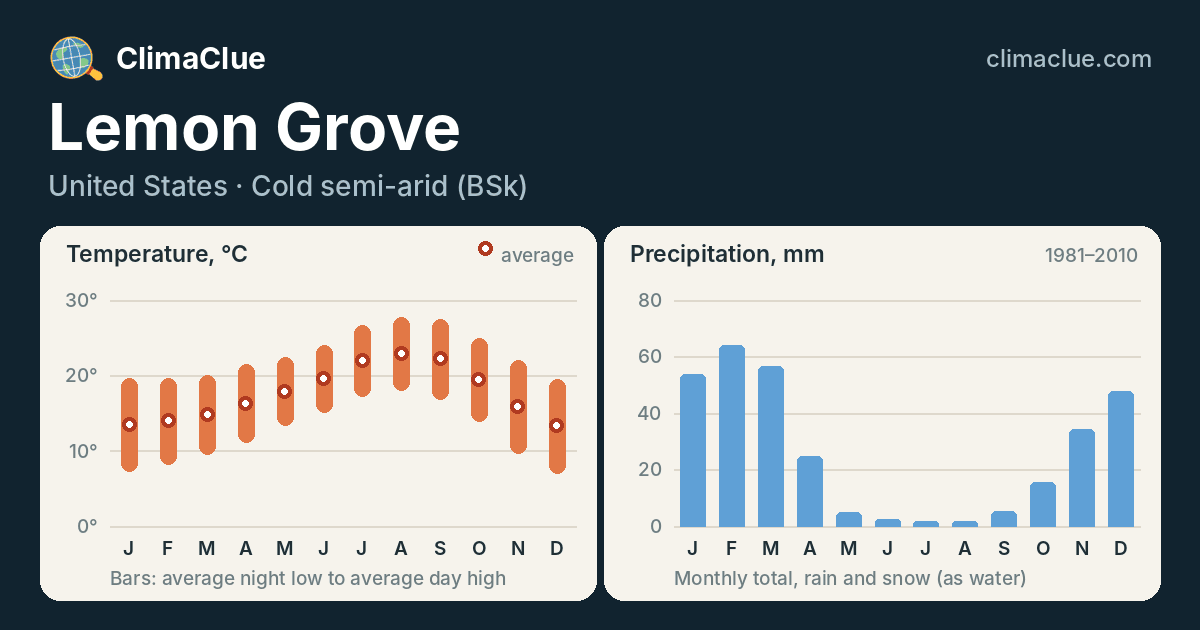 ClimaClue
climaclue.com
Lemon Grove
United States · Cold semi-arid (BSk)
Temperature, °C
average
30°
20°
10°
0°
J F M A M J J A S O N D
Bars: average night low to average day high
Precipitation, mm
1981–2010
80
60
40
20
0
J F M A M J J A S O N D
Monthly total, rain and snow (as water)